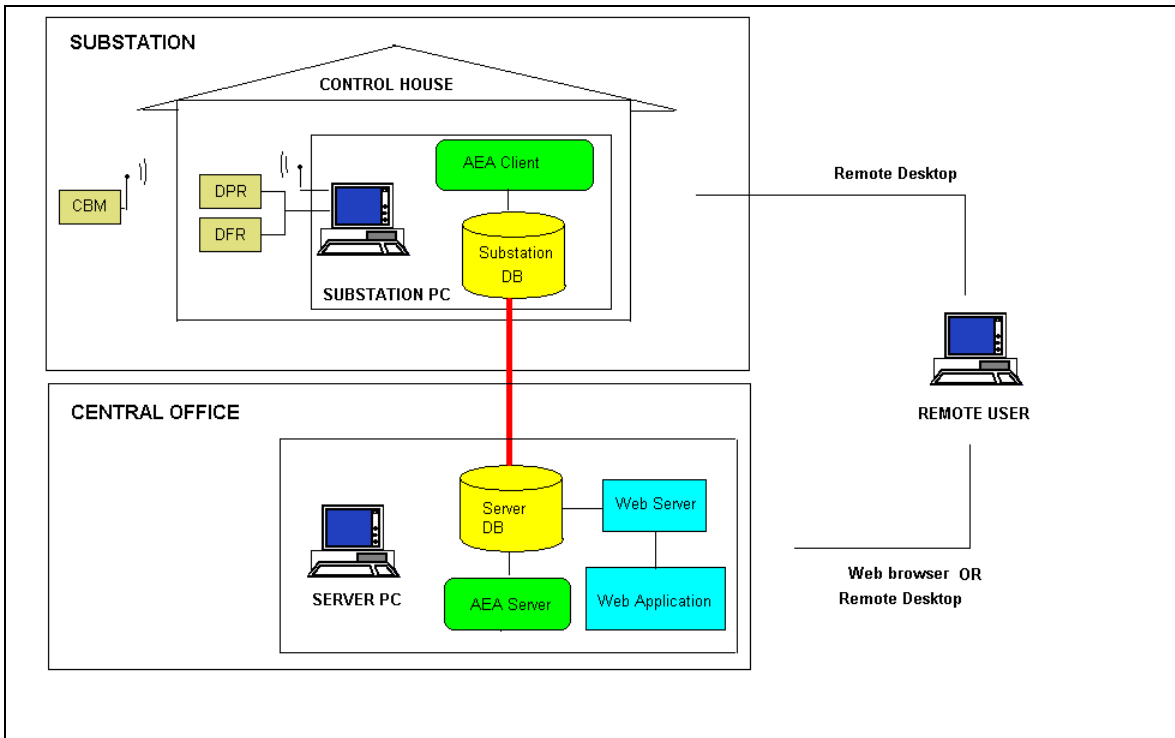 SUBSTATION
CONTROL HOUSE
AEA Client
Remote Desktop
CBM
DPR
DFR
Substation
DB
SUBSTATION PC
REMOTE USER
CENTRAL OFFICE
Server
DB
Web Server
SERVER PC
AEA Server
Web Application
Web browser OR
Remote Desktop